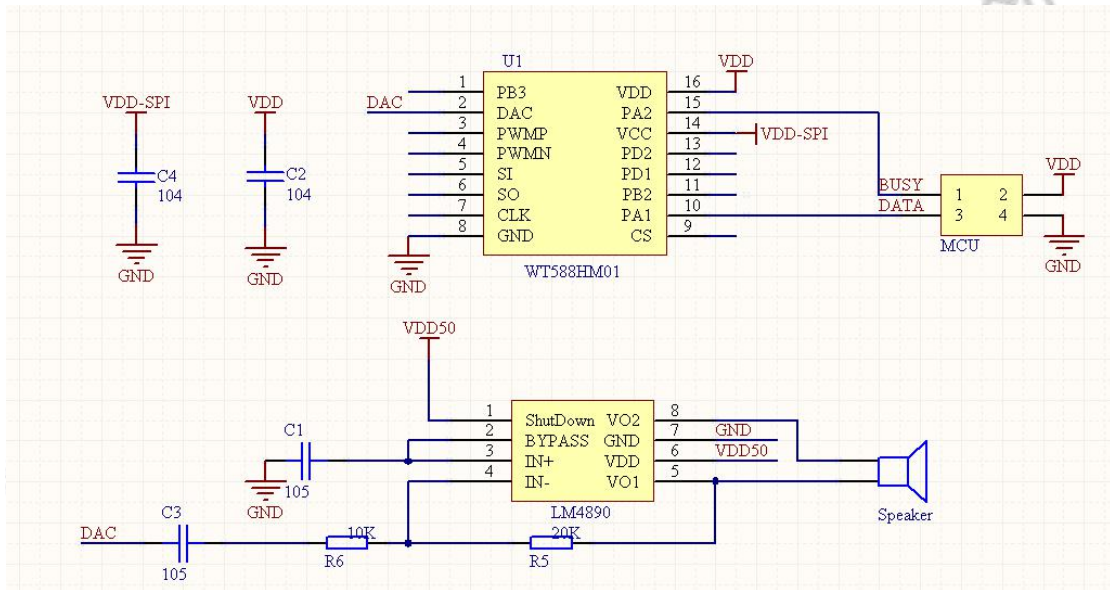 U1
VDD-SPI
C4
104
GND
VDD
C2
104
GND
DAC
1 PB3 VDD 16 VDD
2 DAC PA2 15
3 PWMP VCC 14 VDD-SPI
4 PWMN PD2 13
5 SI PD1 12
6 SO PB2 11
7 CLK PA1 10
8 GND CS 9
GND
WT588HM01
BUSY 1 2 VDD
DATA 3 4
MCU
GND
VDD50
1 ShutDown VO2 8
2 BYPASS GND 7 GND
3 IN+ VDD 6 VDD50
4 IN- VO1 5
LM4890
C1
105
GND
Speaker
DAC
C3
105
10K
R6
20K
R5